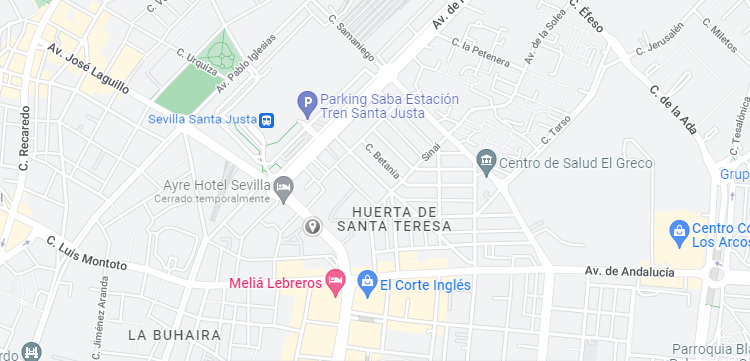 C. Samaniego
Av. de
C. Éfeso
Av. de la Solea
C. la Petenera
C. Jerusalén
C. Miletos
C. Urquiza
Av. Pablo Iglesias
Av. José Laguillo
C. Recaredo
Sevilla Santa Justa
Parking Saba Estación
Tren Santa Justa
C. de la Ada
C. Tarso
C. Tesalónica
C. Betania
Sinai
Centro de Salud El Greco
Grup
Ayre Hotel Sevilla
Cerrado temporalmente
HUERTA DE
SANTA TERESA
Centro Co
Los Arcos
C. Luis Montoto
Av. de Andalucía
Meliá Lebreros
El Corte Inglés
C. Jiménez Aranda
LA BUHAIRA
Parroquia Bla
rdo